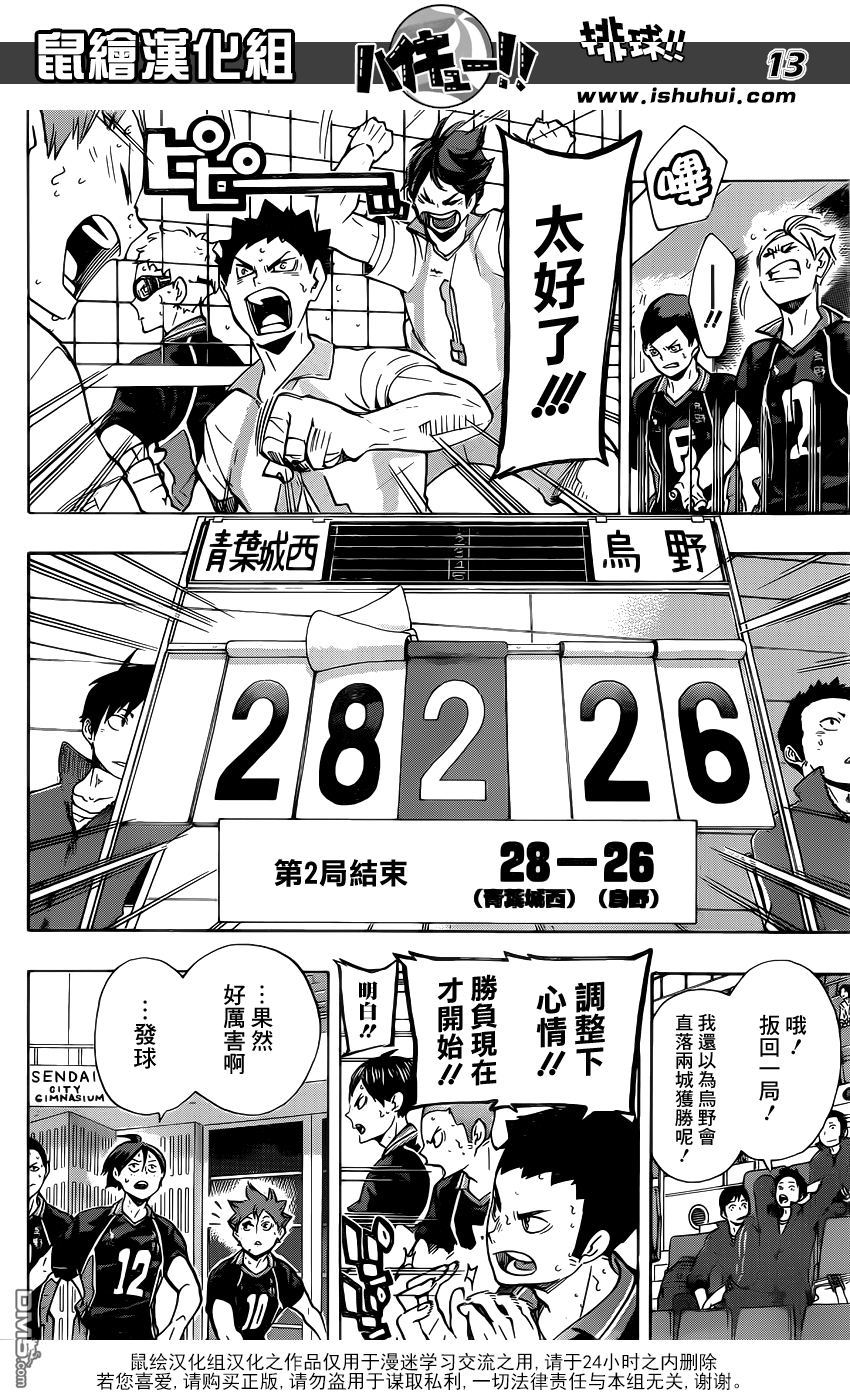 鼠繪漢化組
ハイキュー!!
排球!!
13
www.ishuhui.com
嗶
——!!
ピピーッ
太
好
了!!!
青葉城西
烏野
28 2 26
第2局結束
28—26
(青葉城西)
(烏野)
哦!
扳回一局!
我還以為烏野會
直落兩城獲勝呢!
調整下
心情!!
勝負現在
才開始!!
明白!!
…果然
好厲害啊
…發球
SENDAI
CITY
GIMNASIUM
12
10
鼠绘汉化组汉化之作品仅用于漫迷学习交流之用, 请于24小时之内删除
若您喜爱, 请购买正版, 请勿用于谋取私利, 一切法律责任与本组无关, 谢谢。
DM5.com